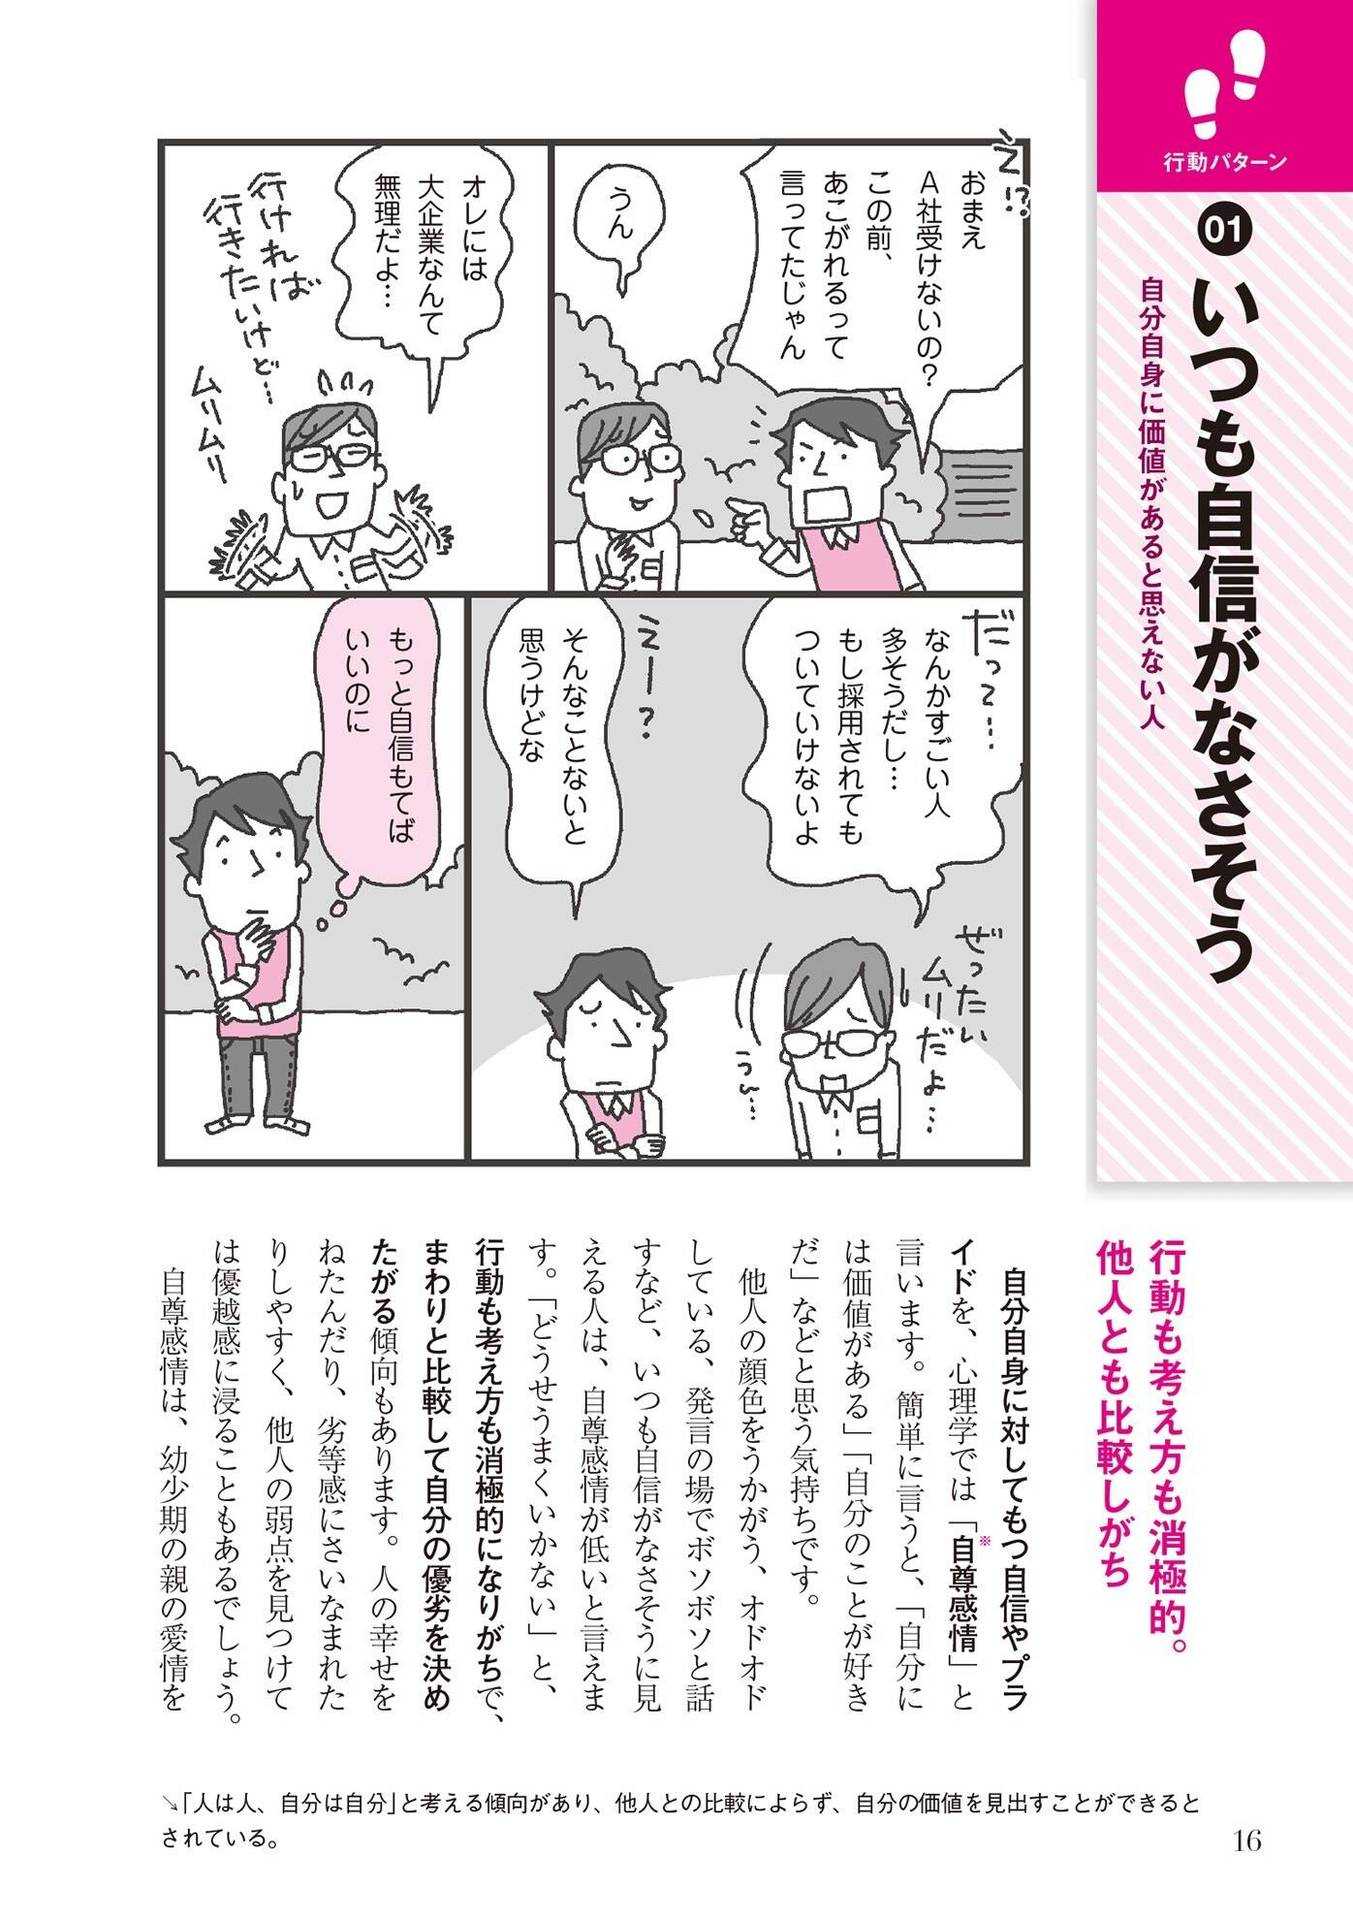 行動パターン
01
いつも自信がなさそう
自分自身に価値があると思えない人
え!?
おまえ
A社受けないの?
この前、
あこがれるって
言ってたじゃん
うん
オレには
大企業なんて
無理だよ…
行ければ
行きたいけど…
ムリムリ
だって…
なんかすごい人
多そうだし…
もし採用されても
ついていけないよ
ぜったい
ムリだよ…
えー?
そんなことないと
思うけどな
う〜…
もっと自信もてば
いいのに
行動も考え方も消極的。
他人とも比較しがち
自分自身に対してもつ自信やプラ
イドを、心理学では「自尊感情」と
※
言います。簡単に言うと、「自分に
は価値がある」「自分のことが好き
だ」などと思う気持ちです。
他人の顔色をうかがう、オドオド
している、発言の場でボソボソと話
すなど、いつも自信がなさそうに見
える人は、自尊感情が低いと言えま
す。「どうせうまくいかない」と、
行動も考え方も消極的になりがちで、
まわりと比較して自分の優劣を決め
たがる傾向もあります。人の幸せを
ねたんだり、劣等感にさいなまれた
りしやすく、他人の弱点を見つけて
は優越感に浸ることもあるでしょう。
自尊感情は、幼少期の親の愛情を
↘「人は人、自分は自分」と考える傾向があり、他人との比較によらず、自分の価値を見出すことができると
されている。
16